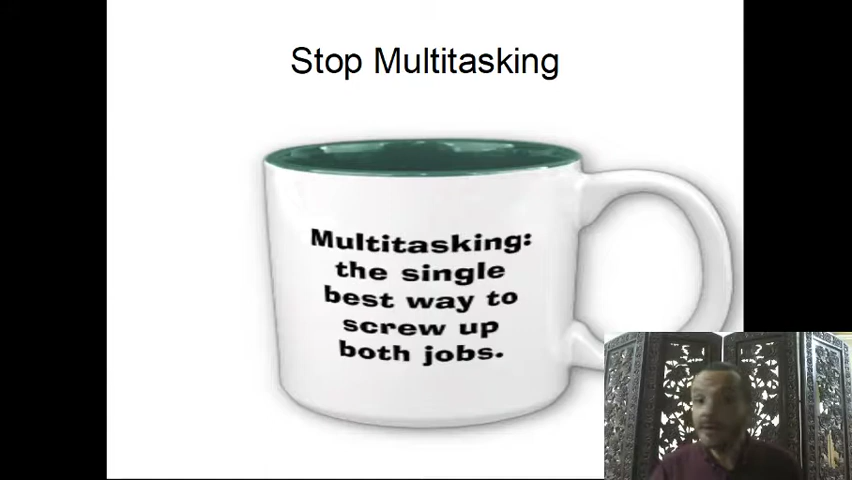 Stop Multitasking
Multitasking:
the single
best way to
screw up
both jobs.